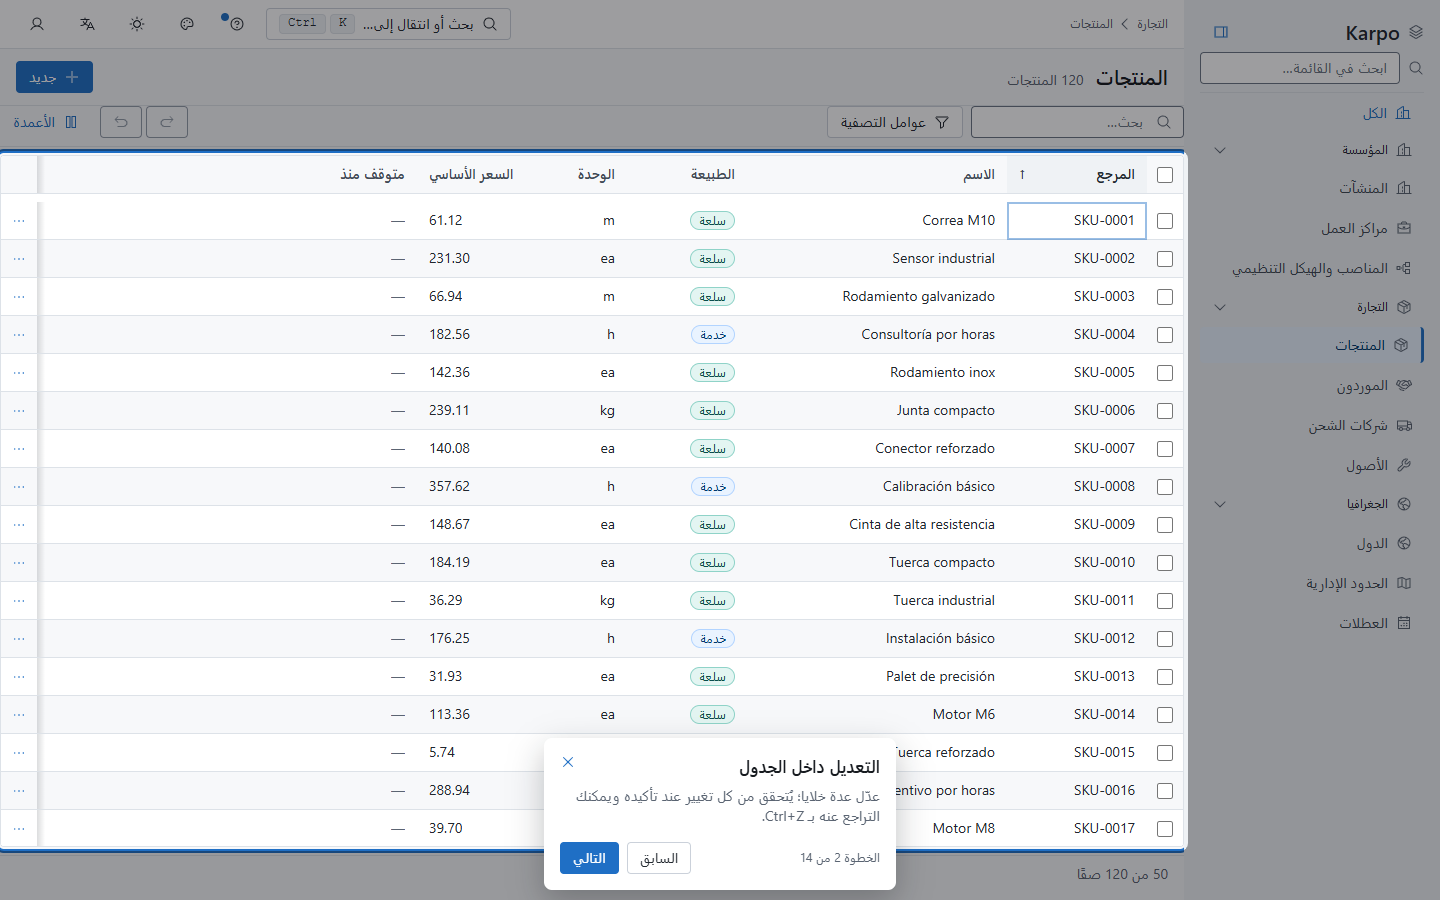 Karpo
ابحث في القائمة...
الكل
المؤسسة
المنشآت
مراكز العمل
المناصب والهيكل التنظيمي
التجارة
المنتجات
الموردون
شركات الشحن
الأصول
الجغرافيا
الدول
الحدود الإدارية
العطلات
التجارة المنتجات
بحث أو انتقال إلى... Ctrl K
المنتجات 120 المنتجات
جديد
بحث...
عوامل التصفية
الأعمدة
المرجع ↑ الاسم الطبيعة الوحدة السعر الأساسي متوقف منذ
SKU-0001 Correa M10 سلعة m 61.12 —
SKU-0002 Sensor industrial سلعة ea 231.30 —
SKU-0003 Rodamiento galvanizado سلعة m 66.94 —
SKU-0004 Consultoría por horas خدمة h 182.56 —
SKU-0005 Rodamiento inox سلعة ea 142.36 —
SKU-0006 Junta compacto سلعة kg 239.11 —
SKU-0007 Conector reforzado سلعة ea 140.08 —
SKU-0008 Calibración básico خدمة h 357.62 —
SKU-0009 Cinta de alta resistencia سلعة ea 148.67 —
SKU-0010 Tuerca compacto سلعة ea 184.19 —
SKU-0011 Tuerca industrial سلعة kg 36.29 —
SKU-0012 Instalación básico خدمة h 176.25 —
SKU-0013 Palet de precisión سلعة ea 31.93 —
SKU-0014 Motor M6 سلعة ea 113.36 —
SKU-0015 reforzado 5.74
SKU-0016 por horas 288.94
SKU-0017 Motor M8 39.70
التعديل داخل الجدول
عدّل عدة خلايا؛ يُتحقق من كل تغيير عند تأكيده ويمكنك
التراجع عنه بـ Ctrl+Z.
الخطوة 2 من 14
السابق
التالي
50 من 120 صفًا